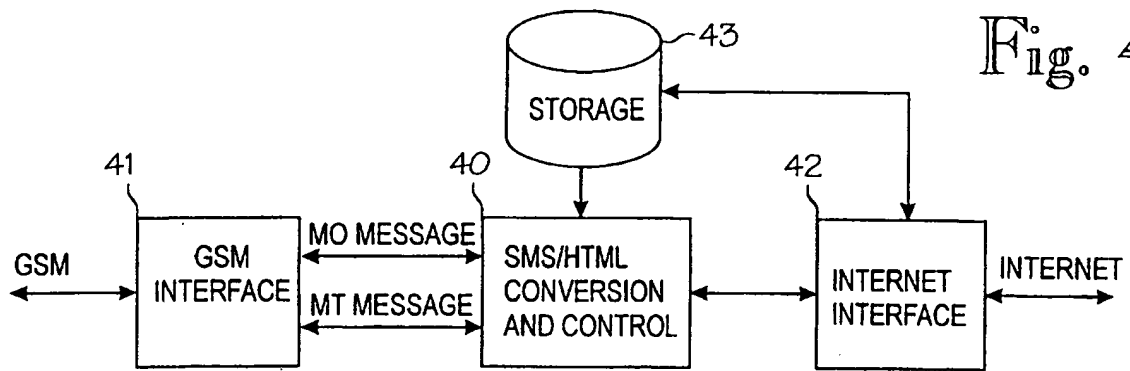 Fig. 4
43
STORAGE
41
40
42
GSM
GSM
INTERFACE
MO MESSAGE
MT MESSAGE
SMS/HTML
CONVERSION
AND CONTROL
INTERNET
INTERFACE
INTERNET